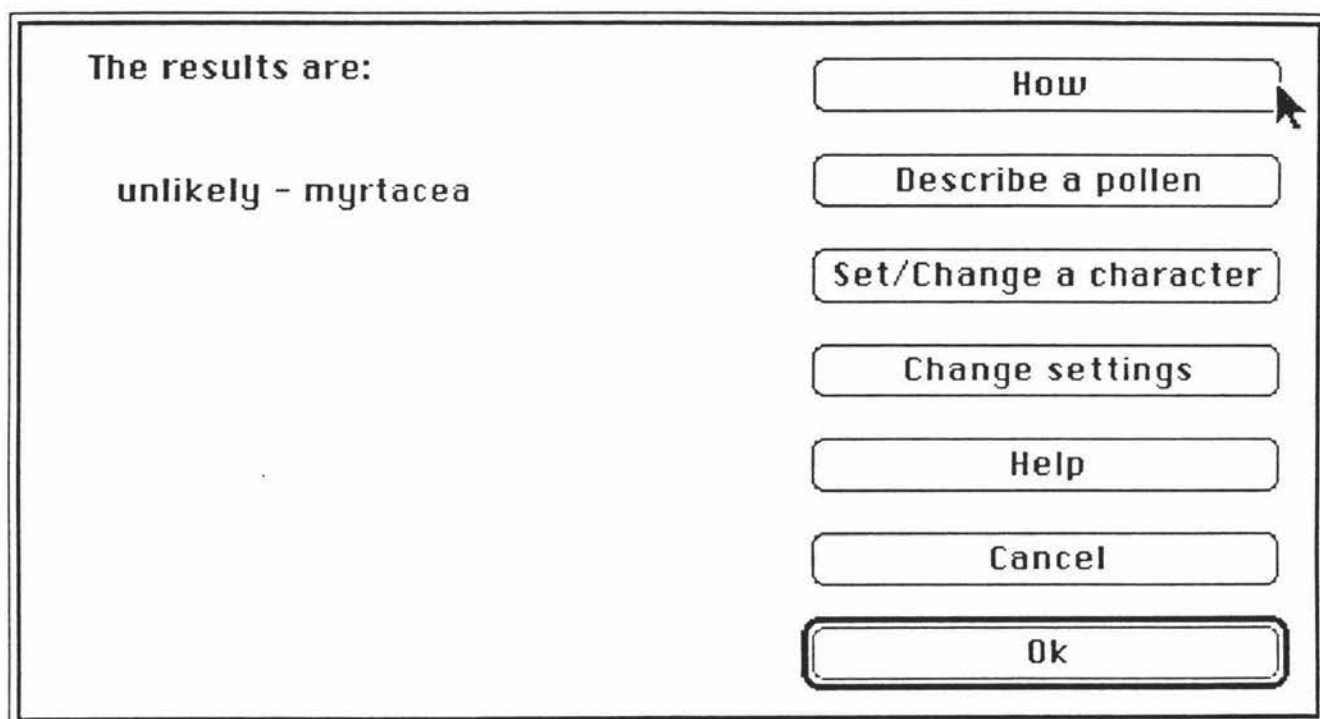 The results are:
unlikely - myrtacea
How
Describe a pollen
Set/Change a character
Change settings
Help
Cancel
Ok